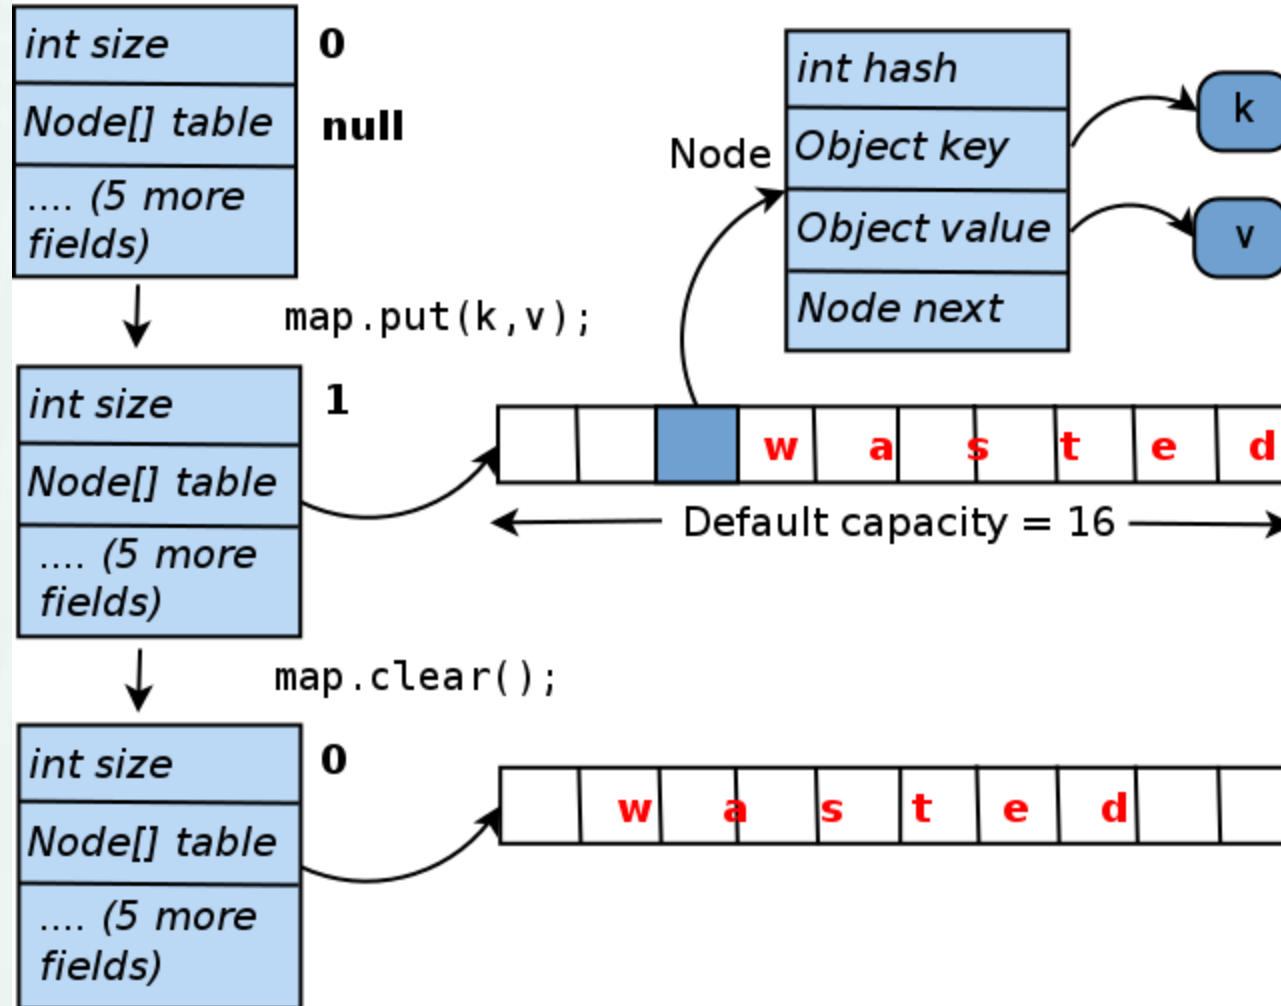 int size
0
Node[] table
null
.... (5 more
fields)
Node
int hash
Object key
Object value
Node next
k
v
map.put(k,v);
int size
1
Node[] table
.... (5 more
fields)
w a s t e d
Default capacity = 16
map.clear();
int size
0
Node[] table
.... (5 more
fields)
w a s t e d